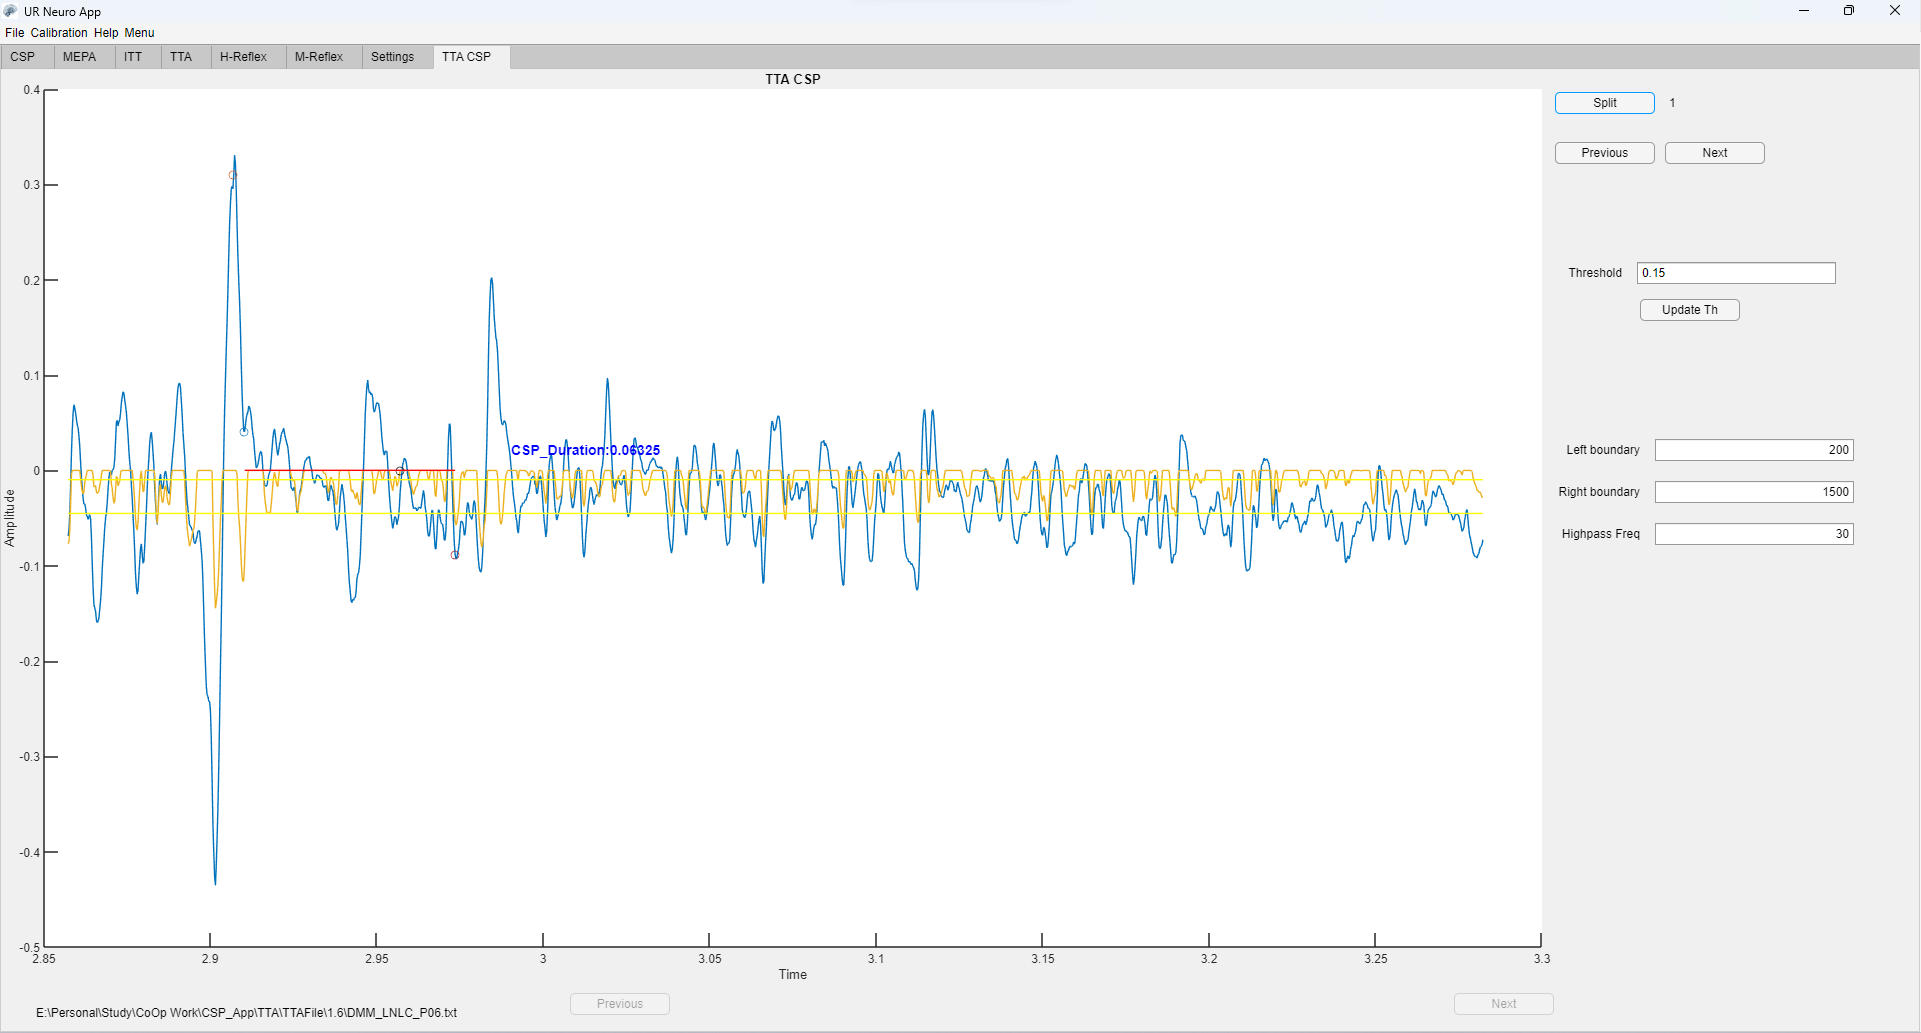 UR Neuro App
File Calibration Help Menu
CSP MEPA ITT TTA H-Reflex M-Reflex Settings TTA CSP
TTA CSP
Split 1
Previous Next
Threshold 0.15
Update Th
Left boundary 200
Right boundary 1500
Highpass Freq 30
0.4
0.3
0.2
0.1
0
-0.1
-0.2
-0.3
-0.4
-0.5
Amplitude
CSP_Duration:0.06325
2.85 2.9 2.95 3 3.05 3.1 3.15 3.2 3.25 3.3
Time
Previous Next
E:\Personal\Study\CoOp Work\CSP_App\TTA\TTAFile\1.6\DMM_LNLC_P06.txt